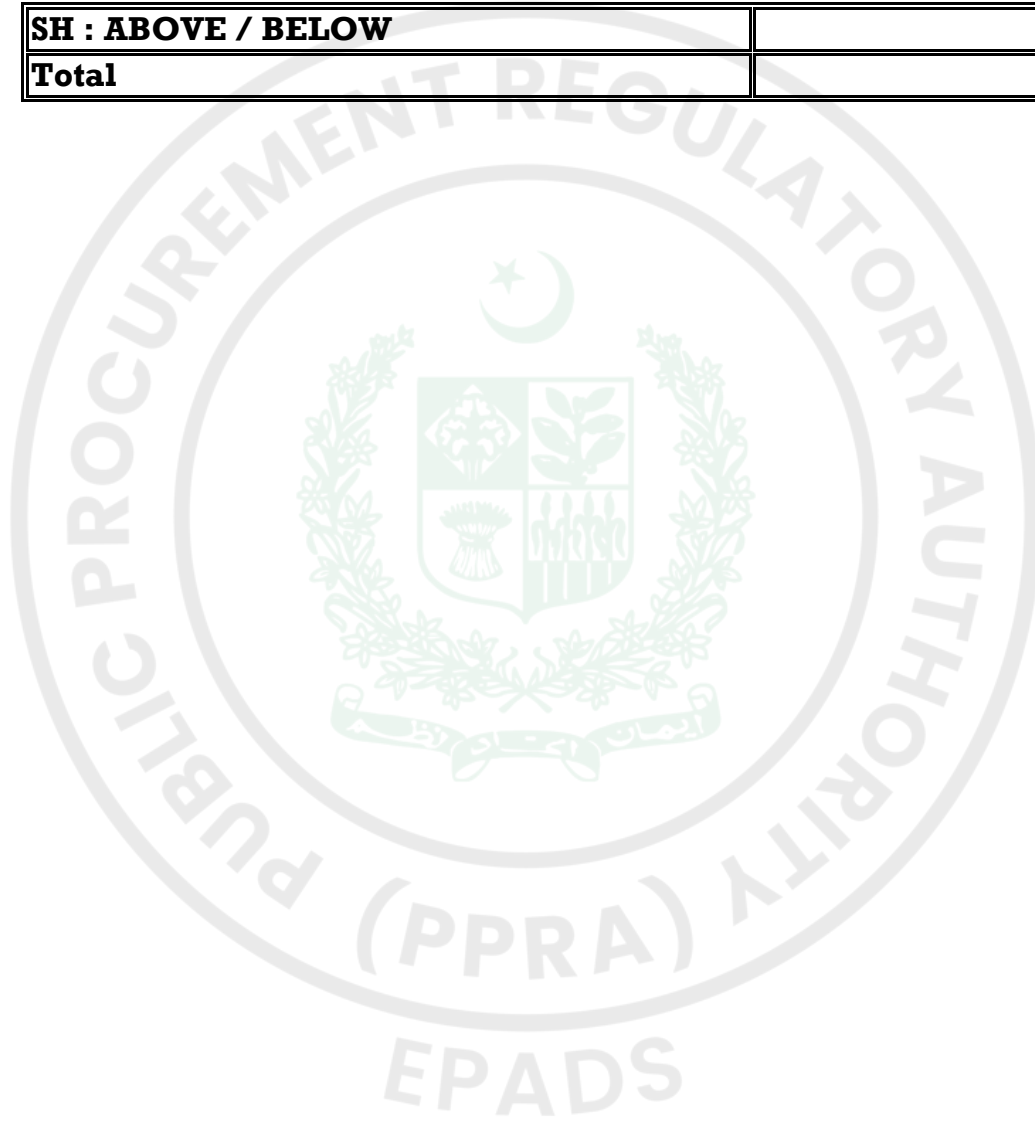 SH : ABOVE / BELOW
Total
PUBLIC PROCUREMENT REGULATORY AUTHORITY
(PPRA)
EPADS